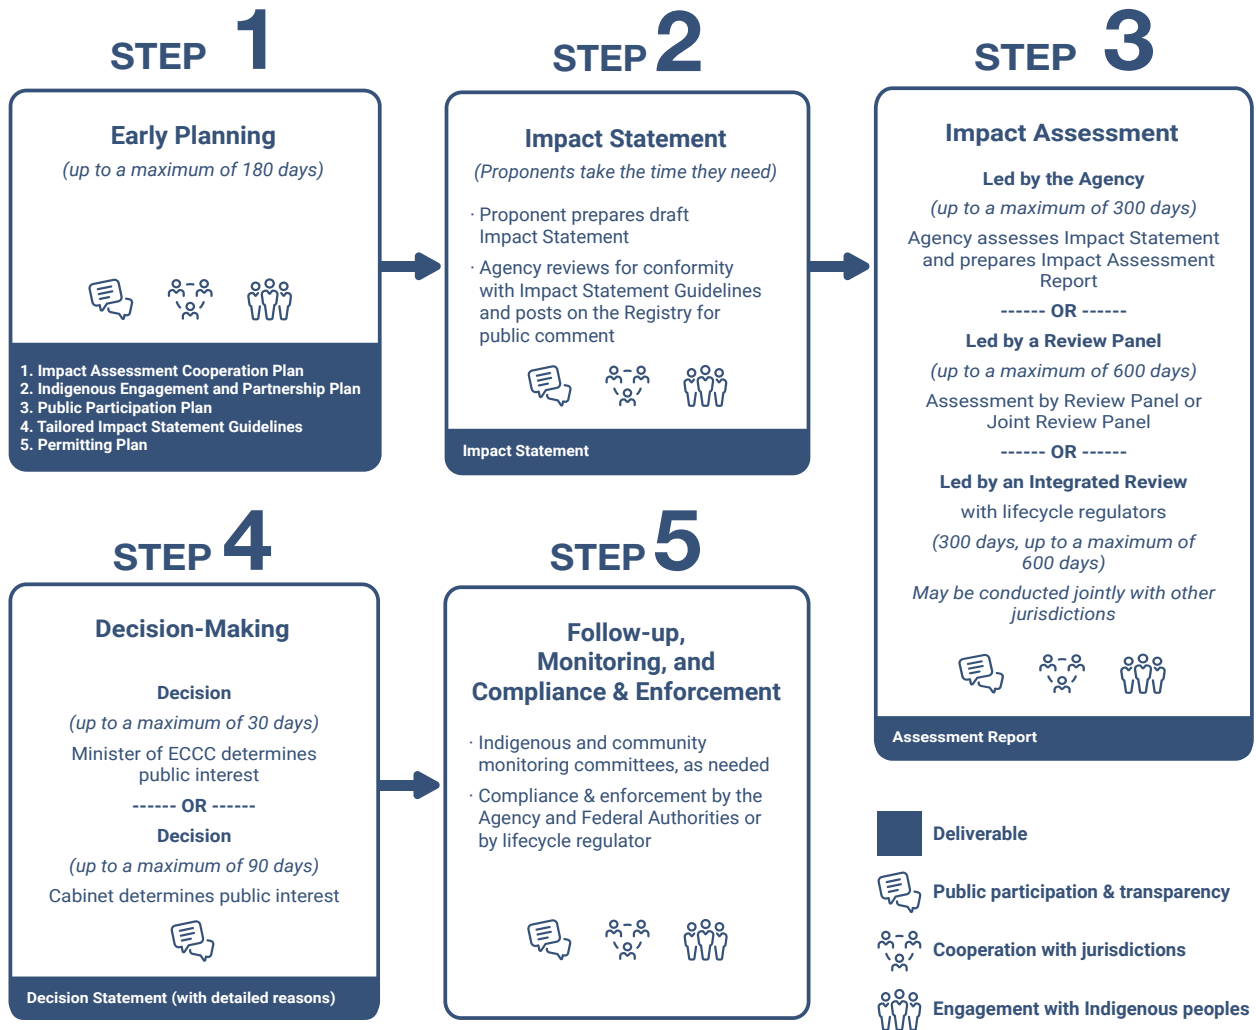 STEP 1
Early Planning
(up to a maximum of 180 days)
1. Impact Assessment Cooperation Plan
2. Indigenous Engagement and Partnership Plan
3. Public Participation Plan
4. Tailored Impact Statement Guidelines
5. Permitting Plan
STEP 2
Impact Statement
(Proponents take the time they need)
· Proponent prepares draft
Impact Statement
· Agency reviews for conformity
with Impact Statement Guidelines
and posts on the Registry for
public comment
Impact Statement
STEP 3
Impact Assessment
Led by the Agency
(up to a maximum of 300 days)
Agency assesses Impact Statement
and prepares Impact Assessment
Report
------ OR ------
Led by a Review Panel
(up to a maximum of 600 days)
Assessment by Review Panel or
Joint Review Panel
------ OR ------
Led by an Integrated Review
with lifecycle regulators
(300 days, up to a maximum of
600 days)
May be conducted jointly with other
jurisdictions
Assessment Report
STEP 4
Decision-Making
Decision
(up to a maximum of 30 days)
Minister of ECCC determines
public interest
------ OR ------
Decision
(up to a maximum of 90 days)
Cabinet determines public interest
Decision Statement (with detailed reasons)
STEP 5
Follow-up,
Monitoring, and
Compliance & Enforcement
· Indigenous and community
monitoring committees, as needed
· Compliance & enforcement by the
Agency and Federal Authorities or
by lifecycle regulator
Deliverable
Public participation & transparency
Cooperation with jurisdictions
Engagement with Indigenous peoples